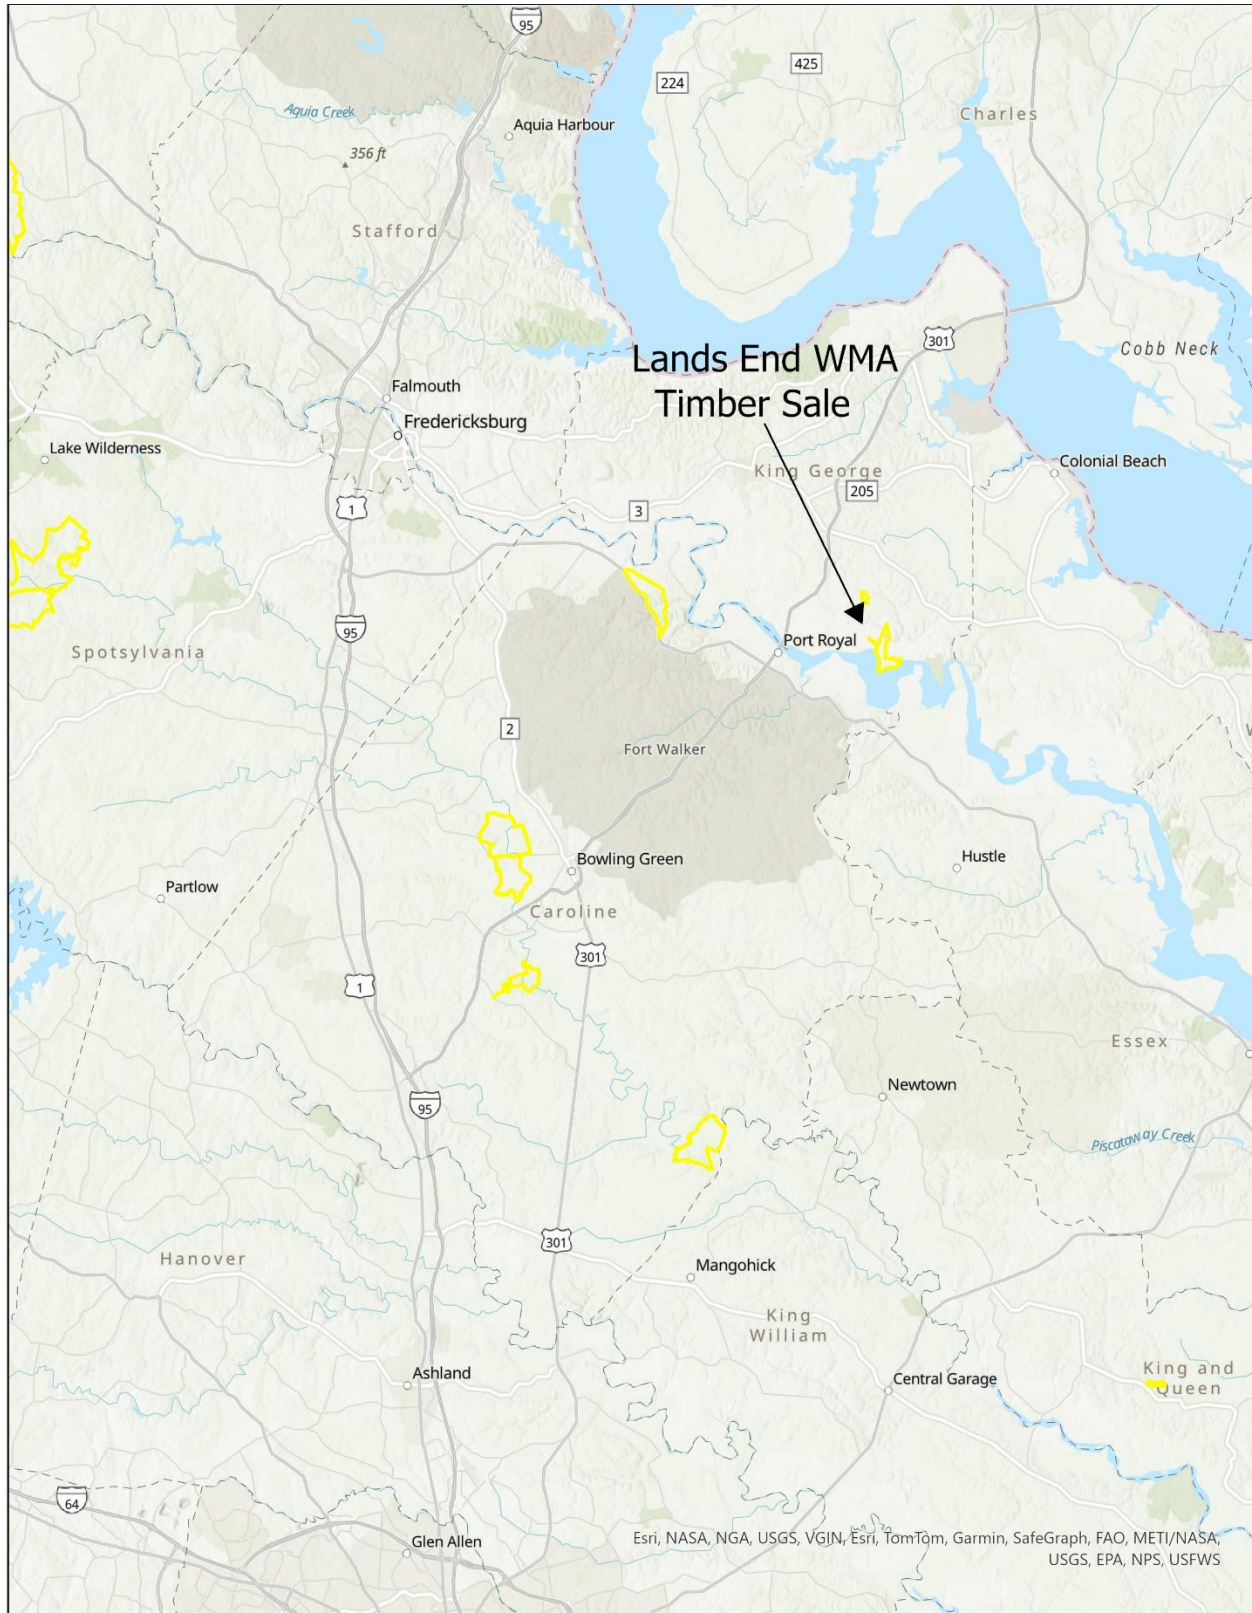 95
224
425
Charles
Aquia Creek
Aquia Harbour
356 ft
Stafford
301
Cobb Neck
Lands End WMA
Timber Sale
Falmouth
Fredericksburg
Lake Wilderness
Colonial Beach
King George
205
1
3
95
Port Royal
Spotsylvania
2
Fort Walker
Bowling Green
Hustle
Partlow
Caroline
301
1
Essex
Newtown
95
Piscataway Creek
301
Hanover
Mangohick
King
William
Ashland
Central Garage
King and
Queen
64
Glen Allen
Esri, NASA, NGA, USGS, VGIN, Esri, TomTom, Garmin, SafeGraph, FAO, METI/NASA,
USGS, EPA, NPS, USFWS